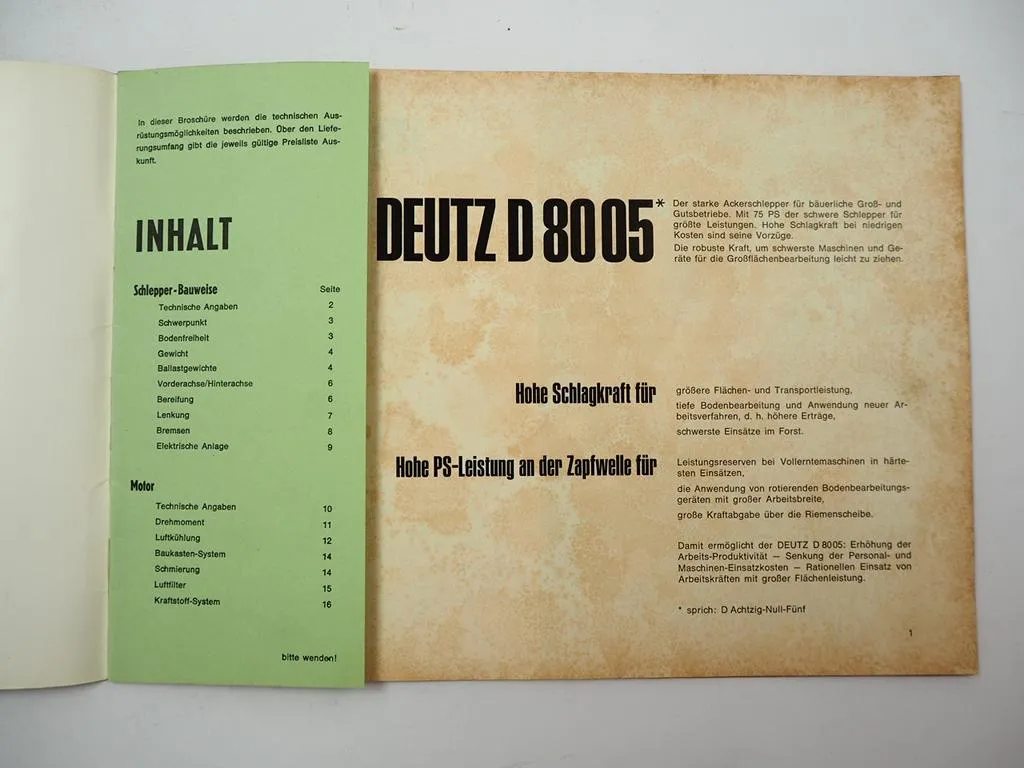 In dieser Broschüre werden die technischen Aus-
rüstungsmöglichkeiten beschrieben. Über den Liefe-
rungsumfang gibt die jeweils gültige Preisliste Aus-
kunft.
INHALT
Schlepper-Bauweise Seite
Technische Angaben 2
Schwerpunkt 3
Bodenfreiheit 3
Gewicht 4
Ballastgewichte 4
Vorderachse/Hinterachse 6
Bereifung 6
Lenkung 7
Bremsen 8
Elektrische Anlage 9
Motor
Technische Angaben 10
Drehmoment 11
Luftkühlung 12
Baukasten-System 14
Schmierung 14
Luftfilter 15
Kraftstoff-System 16
bitte wenden!
DEUTZ D 80 05*
Der starke Ackerschlepper für bäuerliche Groß- und
Gutsbetriebe. Mit 75 PS der schwere Schlepper für
größte Leistungen. Hohe Schlagkraft bei niedrigen
Kosten sind seine Vorzüge.
Die robuste Kraft, um schwerste Maschinen und Ge-
räte für die Großflächenbearbeitung leicht zu ziehen.
Hohe Schlagkraft für
größere Flächen- und Transportleistung,
tiefe Bodenbearbeitung und Anwendung neuer Ar-
beitsverfahren, d. h. höhere Erträge,
schwerste Einsätze im Forst.
Hohe PS-Leistung an der Zapfwelle für
Leistungsreserven bei Vollerntemaschinen in härte-
sten Einsätzen,
die Anwendung von rotierenden Bodenbearbeitungs-
geräten mit großer Arbeitsbreite,
große Kraftabgabe über die Riemenscheibe.
Damit ermöglicht der DEUTZ D 80 05: Erhöhung der
Arbeits-Produktivität — Senkung der Personal- und
Maschinen-Einsatzkosten — Rationellen Einsatz von
Arbeitskräften mit großer Flächenleistung.
* sprich: D Achtzig-Null-Fünf
1